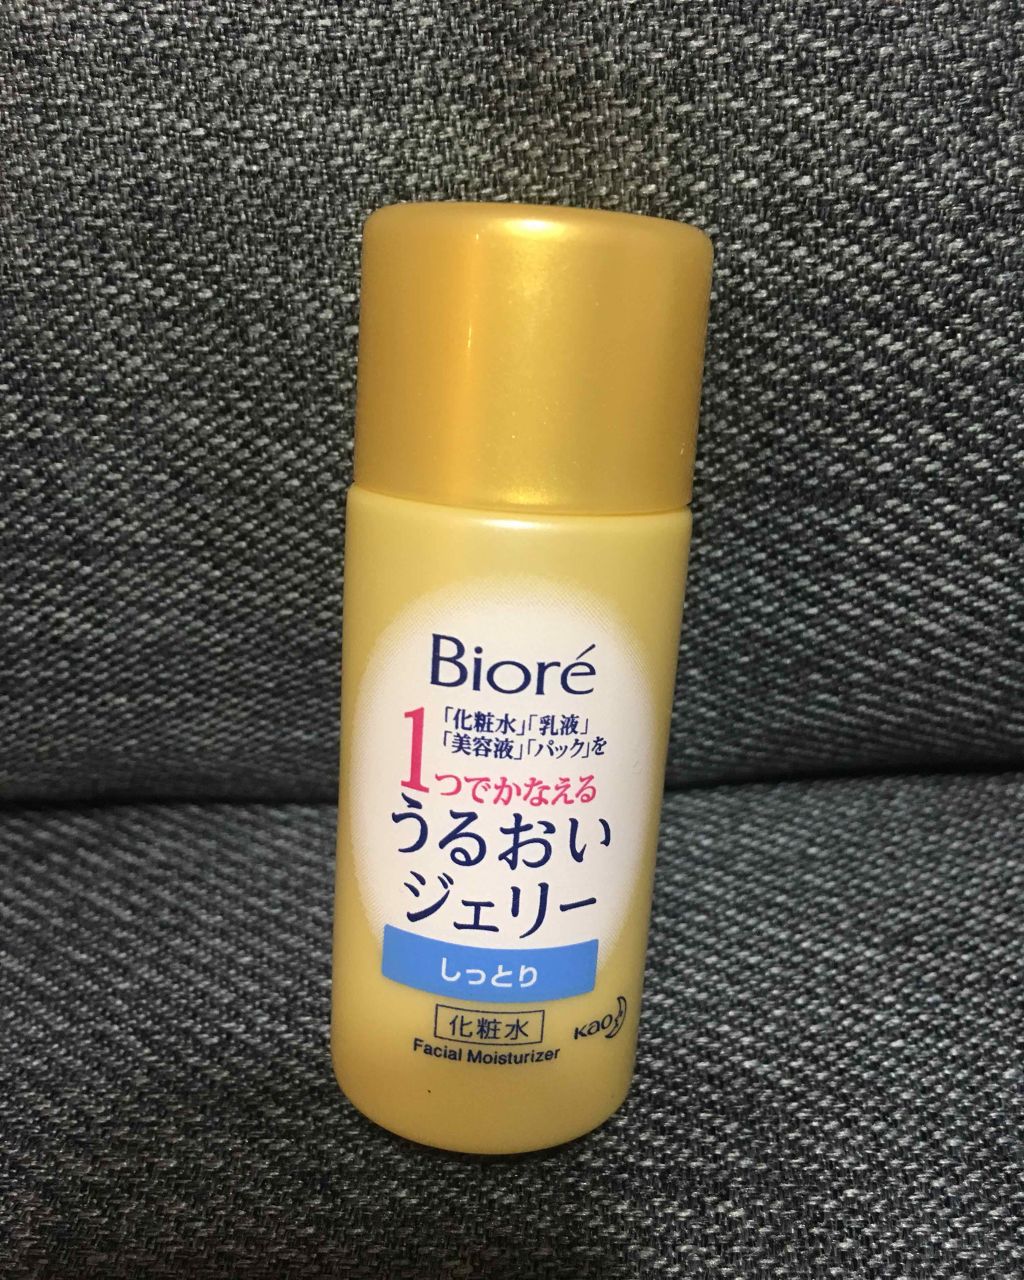 Bioré
「化粧水」「乳液」
「美容液」「パック」を
1つでかなえる
うるおい
ジェリー
しっとり
化粧水
Facial Moisturizer
Kao